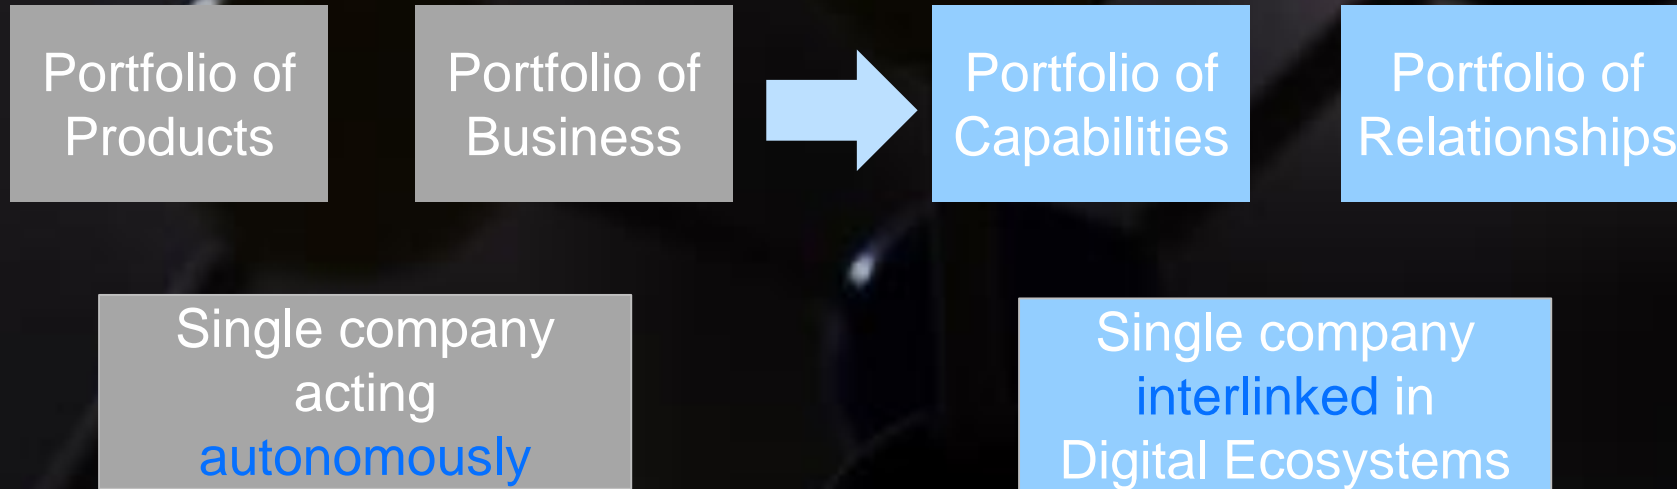 Portfolio of
Products
Portfolio of
Business
Portfolio of
Capabilities
Portfolio of
Relationships
Single company
acting
autonomously
Single company
interlinked in
Digital Ecosystems